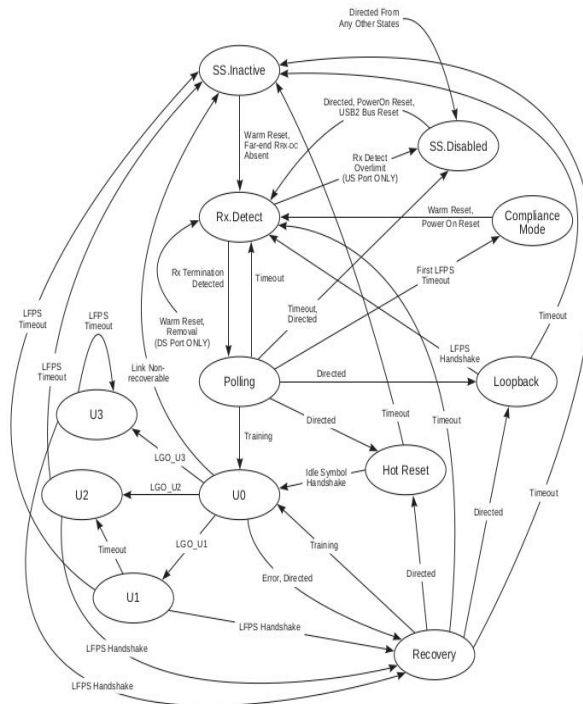 Directed From
Any Other States
SS.Inactive
Directed, PowerOn Reset,
USB2 Bus Reset
Warm Reset,
Far-end RRX-DC
Absent
SS.Disabled
Rx Detect
Overlimit
(US Port ONLY)
Rx.Detect
Warm Reset,
Power On Reset
Compliance
Mode
Rx Termination
Detected
Timeout
First LFPS
Timeout
LFPS
Timeout
LFPS
Timeout
Warm Reset,
Removal
(DS Port ONLY)
Timeout,
Directed
Timeout
LFPS
Handshake
LFPS
Timeout
Link Non-
recoverable
Polling
Directed
Loopback
U3
Directed
Timeout
Timeout
Training
LGO_U3
Hot Reset
Idle Symbol
Handshake
U2
LGO_U2
U0
Timeout
Directed
LGO_U1
Training
Timeout
Error, Directed
Directed
U1
LFPS Handshake
LFPS Handshake
Recovery
LFPS Handshake